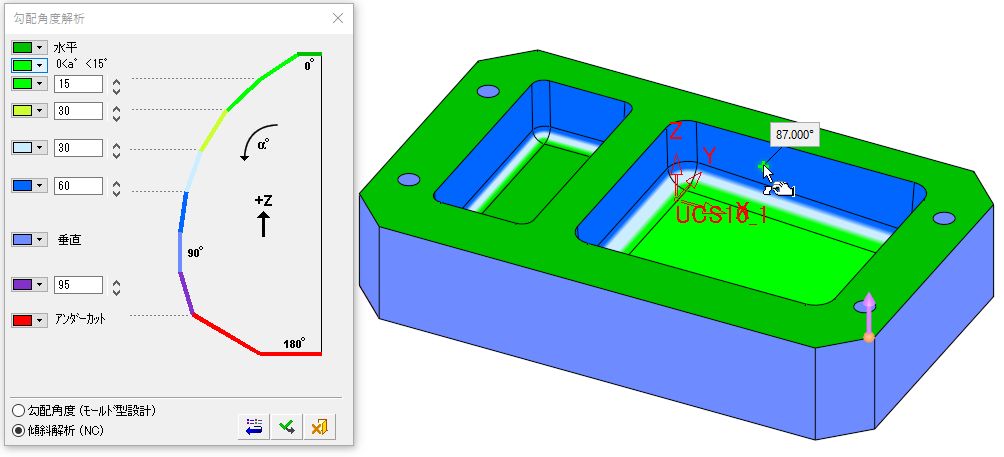 勾配角度解析
水平
0<a° <15°
15
30
30
60
垂直
95
アンダーカット
0°
α°
+Z
90°
180°
勾配角度 (モールド型設計)
傾斜解析 (NC)
87.000°
Z
Y
X
UCS10_1